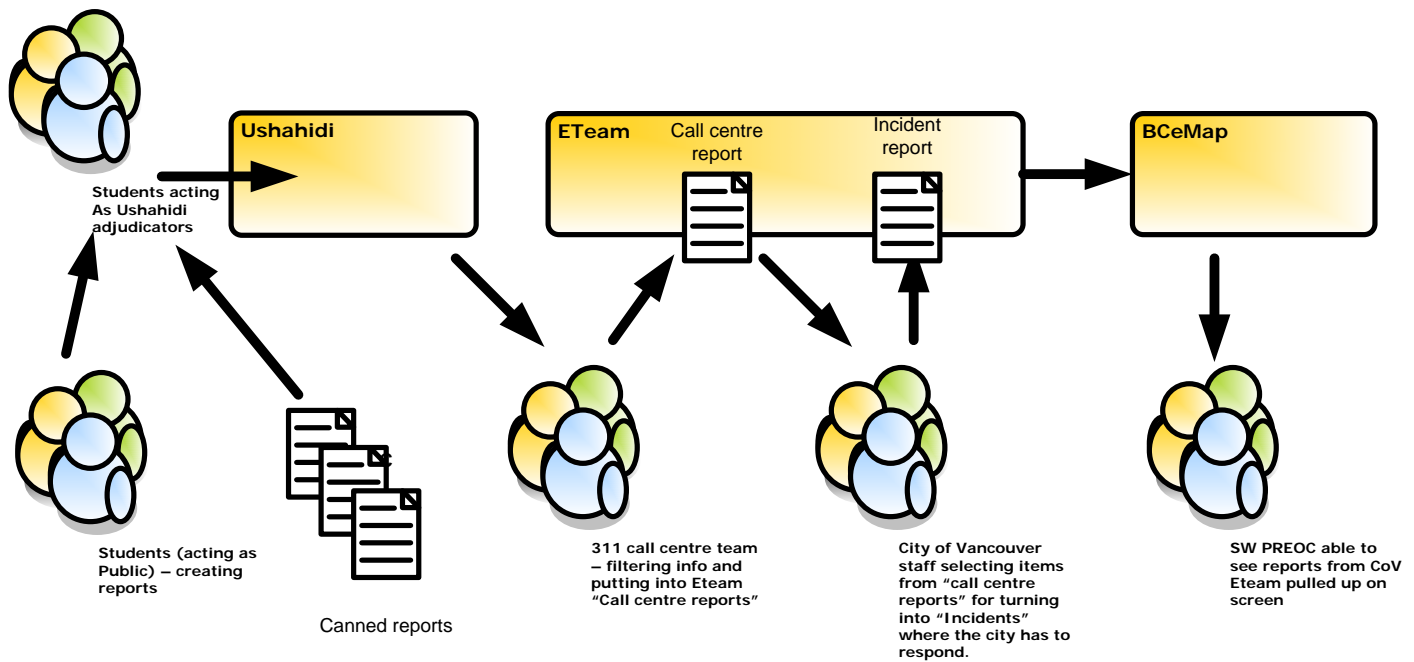 Ushahidi
ETeam
Call centre
report
Incident
report
BCeMap
Students acting
As Ushahidi
adjudicators
Students (acting as
Public) – creating
reports
Canned reports
311 call centre team
– filtering info and
putting into Eteam
“Call centre reports”
City of Vancouver
staff selecting items
from “call centre
reports” for turning
into “Incidents”
where the city has to
respond.
SW PREOC able to
see reports from CoV
Eteam pulled up on
screen